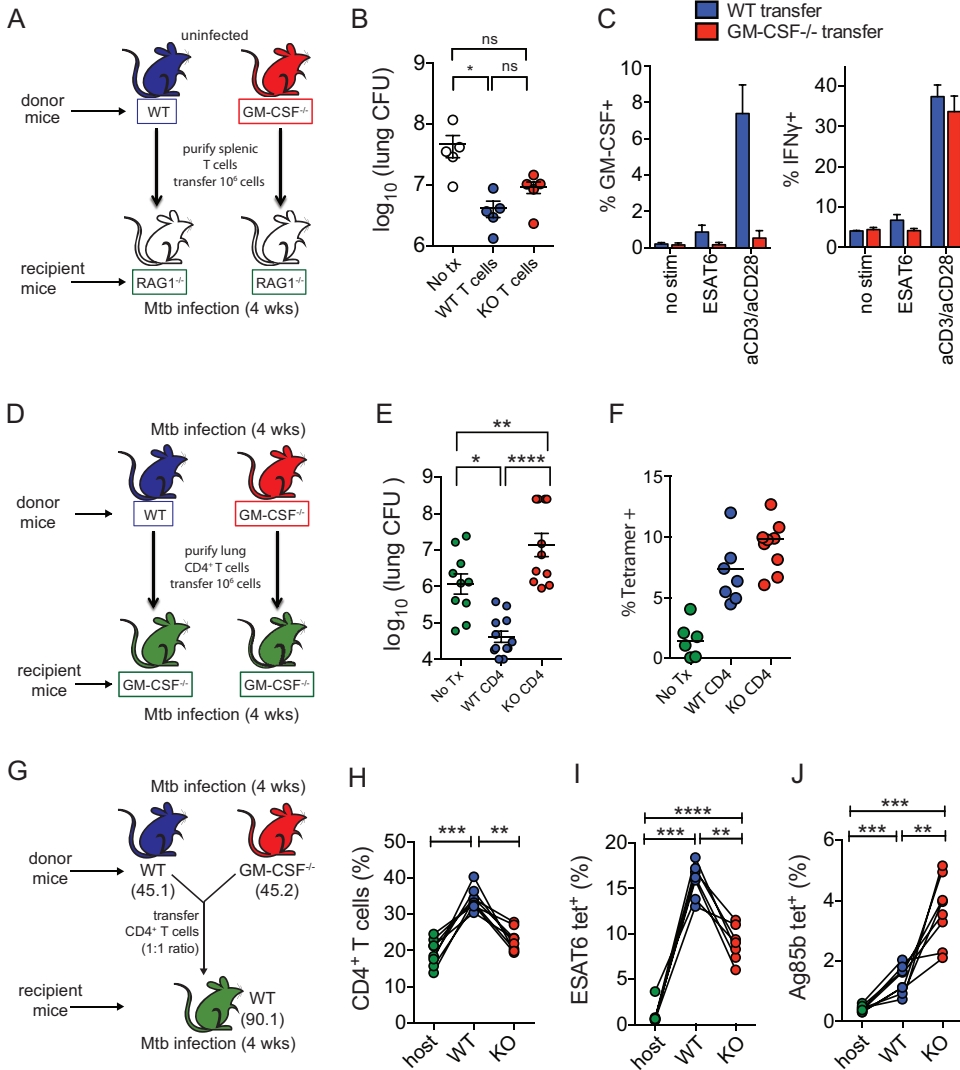 A
uninfected
donor
mice
WT
GM-CSF-/-
purify splenic
T cells
transfer 10⁶ cells
recipient
mice
RAG1-/-
RAG1-/-
Mtb infection (4 wks)
B
ns
*
ns
log10 (lung CFU)
9
8
7
6
No tx
WT T cells
KO T cells
C
WT transfer
GM-CSF-/- transfer
% GM-CSF+
10
8
6
4
2
0
no stim
ESAT6
aCD3/aCD28
% IFNγ+
40
30
20
10
0
no stim
ESAT6
aCD3/aCD28
D
Mtb infection (4 wks)
donor
mice
WT
GM-CSF-/-
purify lung
CD4+ T cells
transfer 10⁶ cells
recipient
mice
GM-CSF-/-
GM-CSF-/-
Mtb infection (4 wks)
E
**
*
****
log10 (lung CFU)
9
8
7
6
5
4
No Tx
WT CD4
KO CD4
F
% Tetramer +
15
10
5
0
No Tx
WT CD4
KO CD4
G
Mtb infection (4 wks)
donor
mice
WT
(45.1)
GM-CSF-/-
(45.2)
transfer
CD4+ T cells
(1:1 ratio)
recipient
mice
WT
(90.1)
Mtb infection (4 wks)
H
***
**
CD4+ T cells (%)
50
40
30
20
10
0
host
WT
KO
I
****
***
**
ESAT6 tet+ (%)
20
15
10
5
0
host
WT
KO
J
***
***
**
Ag85b tet+ (%)
6
4
2
0
host
WT
KO